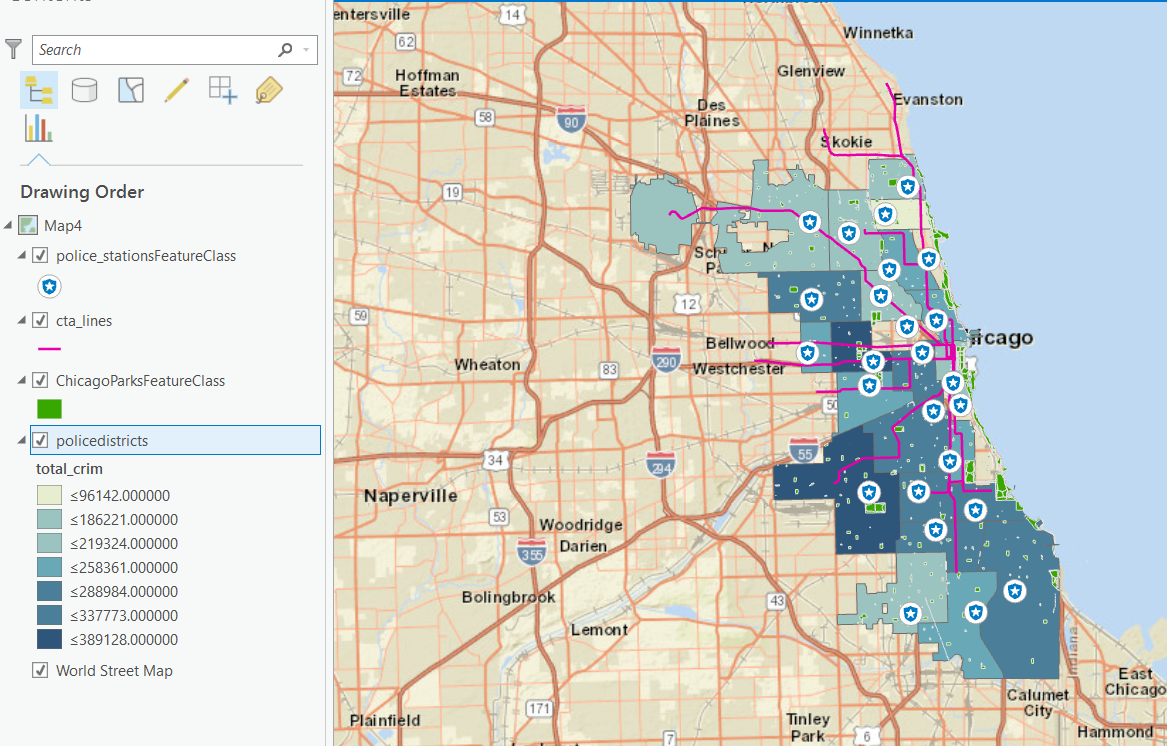 Search
Drawing Order
Map4
police_stationsFeatureClass
cta_lines
ChicagoParksFeatureClass
policedistricts
total_crim
≤96142.000000
≤186221.000000
≤219324.000000
≤258361.000000
≤288984.000000
≤337773.000000
≤389128.000000
World Street Map
entersville
14
Winnetka
62
Glenview
72
Hoffman
Estates
Evanston
Des
Plaines
58
90
Skokie
19
12
59
Bellwood
Wheaton
290
83
Westchester
50
55
34
294
Naperville
53
Woodridge
Darien
355
Bolingbrook
43
Lemont
Indiana
East
Chicago
Calumet
City
171
Plainfield
Tinley
Park
6
7
Hammond